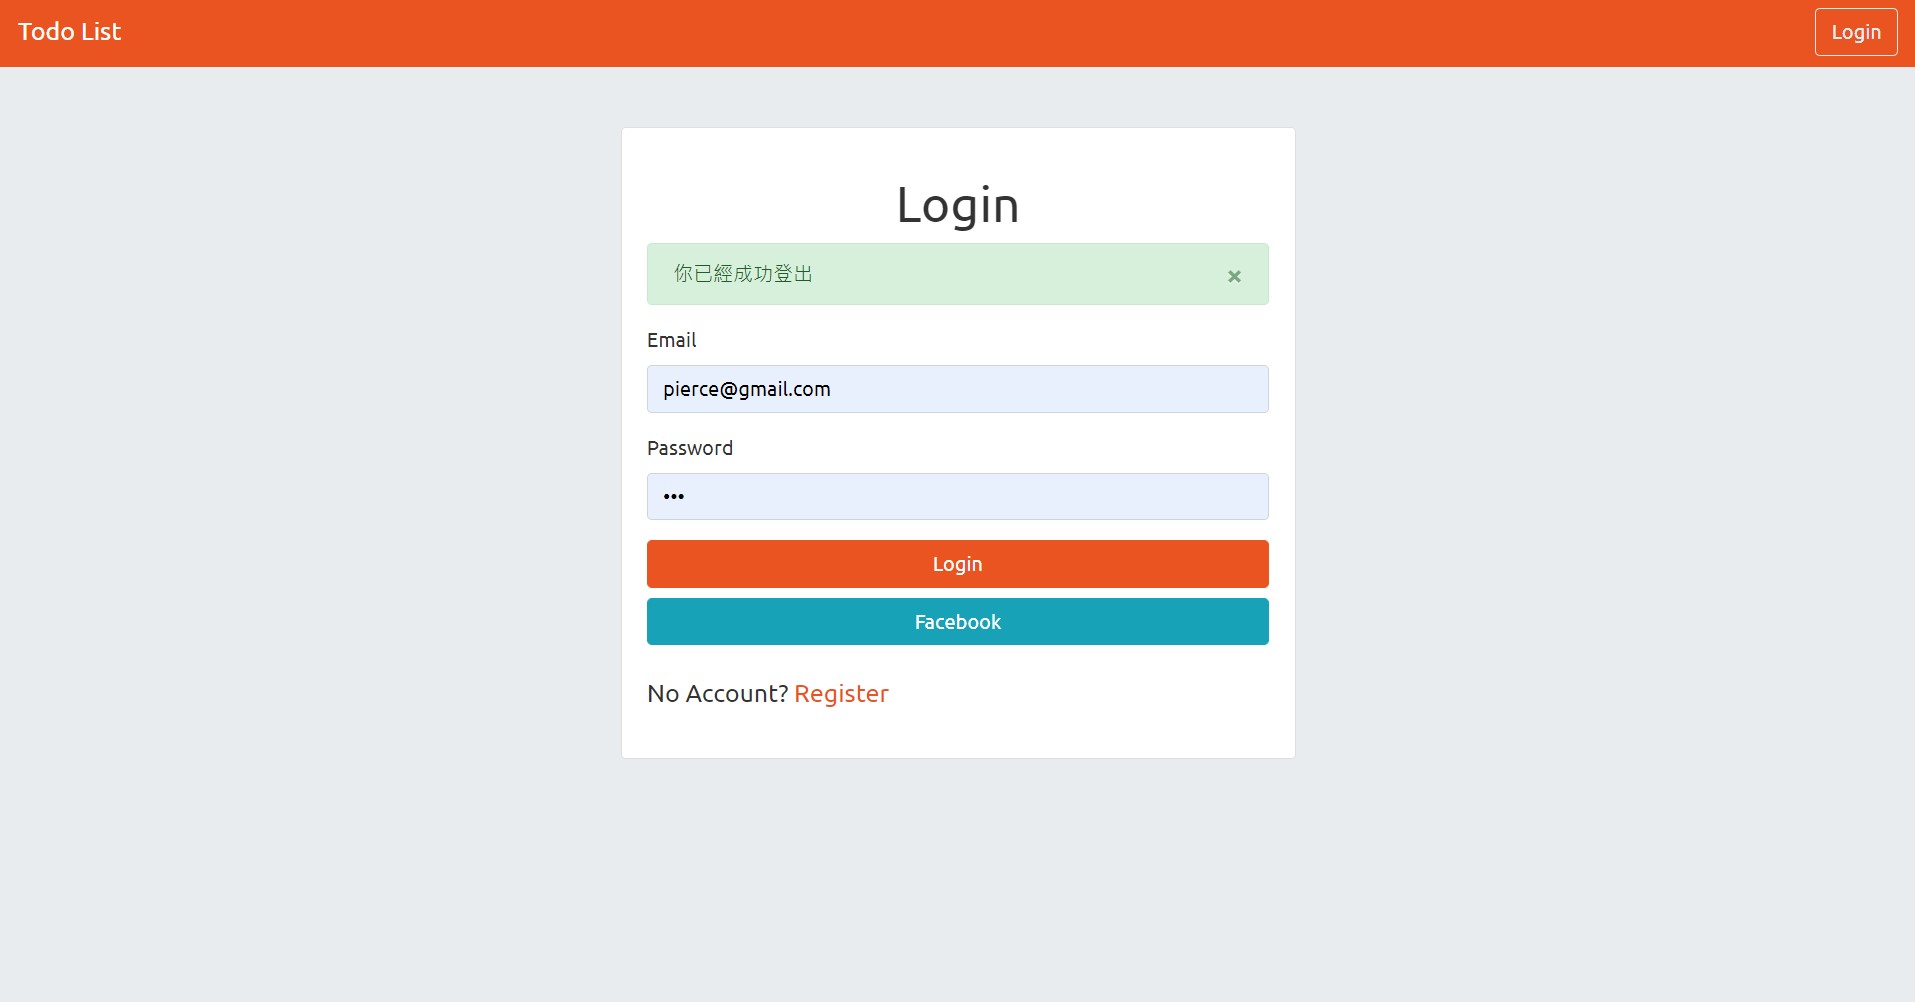 Todo List
Login
Login
你已經成功登出
×
Email
pierce@gmail.com
Password
•••
Login
Facebook
No Account? Register